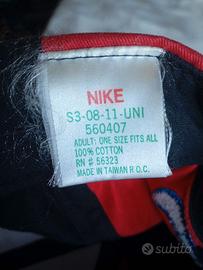 NIKE
S3-08-11-UNI
560407
ADULT: ONE SIZE FITS ALL
100% COTTON
RN # 56323
MADE IN TAIWAN R.O.C.
subito